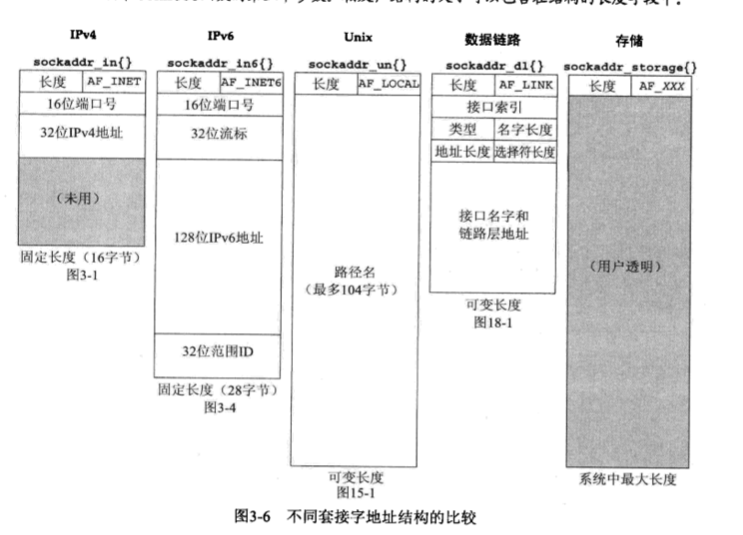 IPv4
IPv6
Unix
数据链路
存储
sockaddr_in{}
sockaddr_in6{}
sockaddr_un{}
sockaddr_dl{}
sockaddr_storage{}
长度 AF_INET
长度 AF_INET6
长度 AF_LOCAL
长度 AF_LINK
长度 AF_XXX
16位端口号
32位IPv4地址
（未用）
固定长度（16字节）
图3-1
16位端口号
32位流标
128位IPv6地址
32位范围ID
固定长度（28字节）
图3-4
路径名
（最多104字节）
可变长度
图15-1
接口索引
类型 名字长度
地址长度 选择符长度
接口名字和
链路层地址
可变长度
图18-1
（用户透明）
系统中最大长度
图3-6 不同套接字地址结构的比较